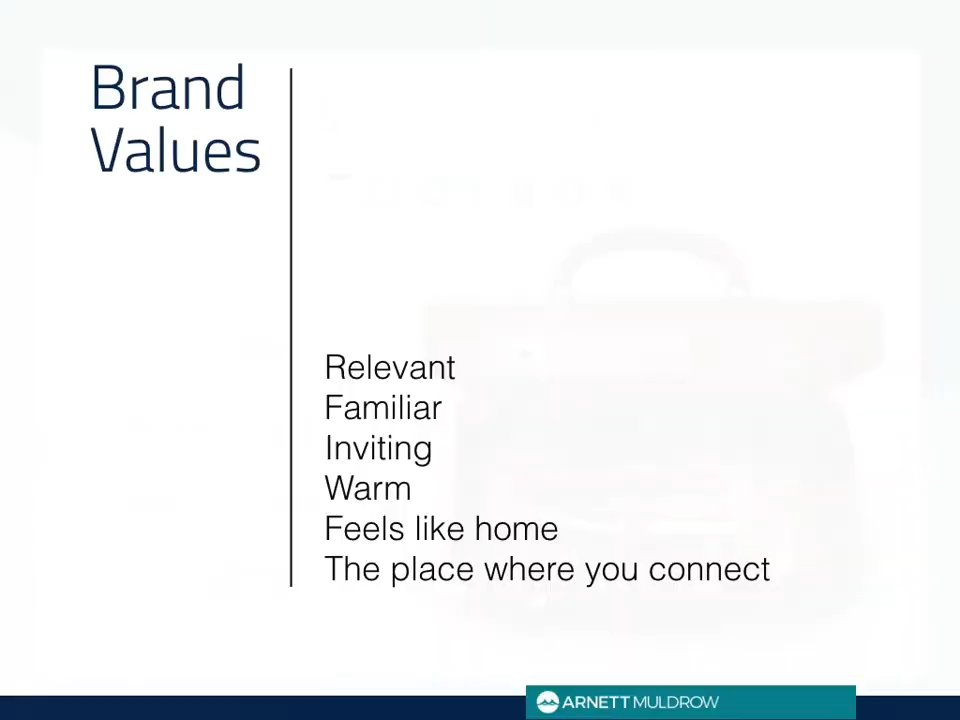 Brand
Values
Relevant
Familiar
Inviting
Warm
Feels like home
The place where you connect
ARNETT MULDROW